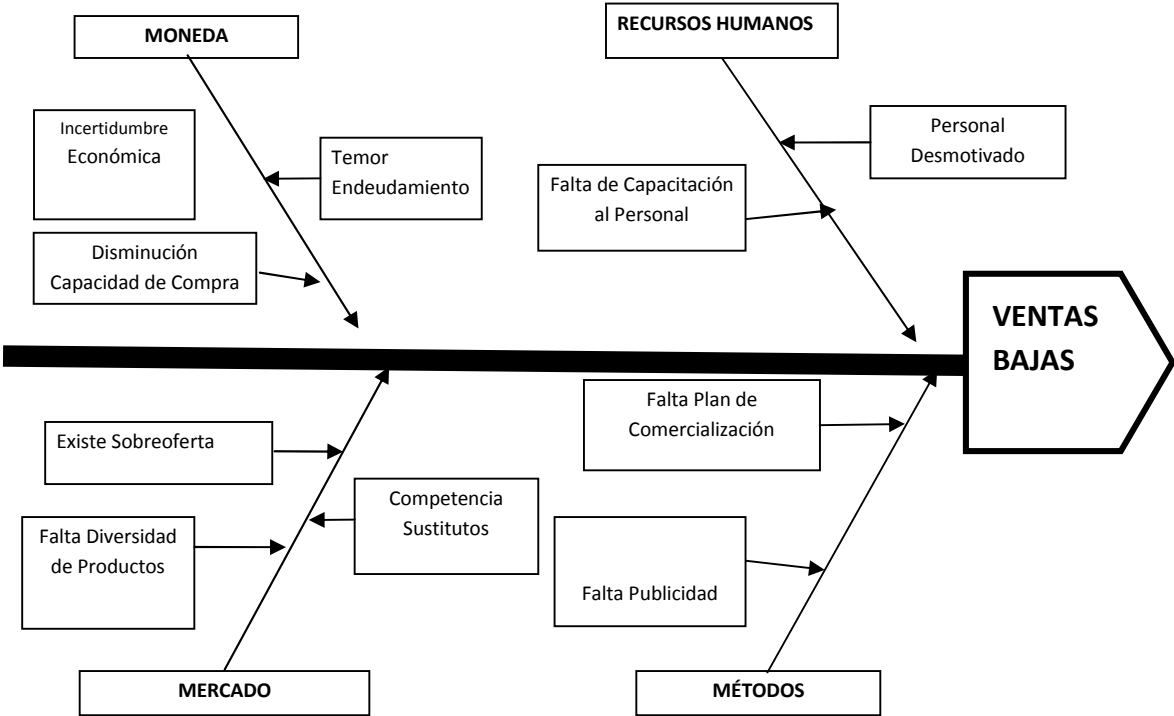 MONEDA
RECURSOS HUMANOS
Incertidumbre
Económica
Temor
Endeudamiento
Personal
Desmotivado
Falta de Capacitación
al Personal
Disminución
Capacidad de Compra
VENTAS
BAJAS
Falta Plan de
Comercialización
Existe Sobreoferta
Competencia
Sustitutos
Falta Diversidad
de Productos
Falta Publicidad
MERCADO
MÉTODOS